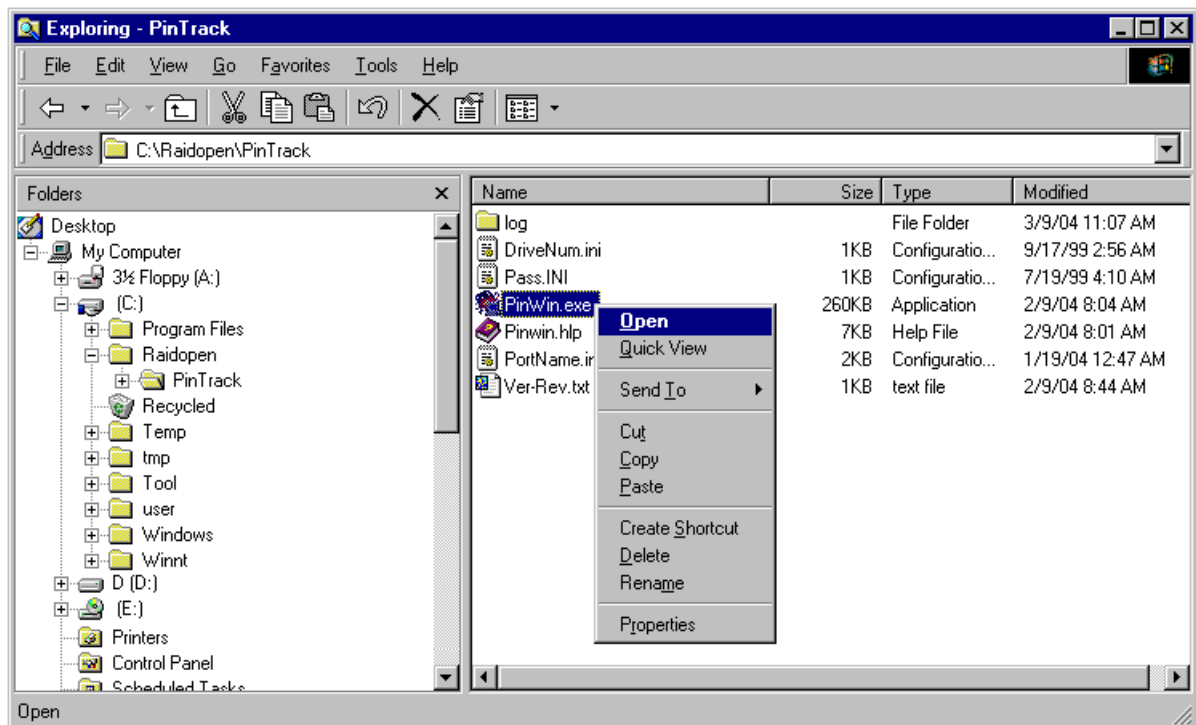 Exploring - PinTrack
File Edit View Go Favorites Tools Help
Address C:\Raidopen\PinTrack
Folders
Desktop
My Computer
3½ Floppy (A:)
(C:)
Program Files
Raidopen
PinTrack
Recycled
Temp
tmp
Tool
user
Windows
Winnt
D (D:)
(E:)
Printers
Control Panel
Scheduled Tasks
Name Size Type Modified
log File Folder 3/9/04 11:07 AM
DriveNum.ini 1KB Configuratio... 9/17/99 2:56 AM
Pass.INI 1KB Configuratio... 7/19/99 4:10 AM
PinWin.exe 260KB Application 2/9/04 8:04 AM
Pinwin.hlp 7KB Help File 2/9/04 8:01 AM
PortName.in 2KB Configuratio... 1/19/04 12:47 AM
Ver-Rev.txt 1KB text file 2/9/04 8:44 AM
Open
Quick View
Send To
Cut
Copy
Paste
Create Shortcut
Delete
Rename
Properties
Open